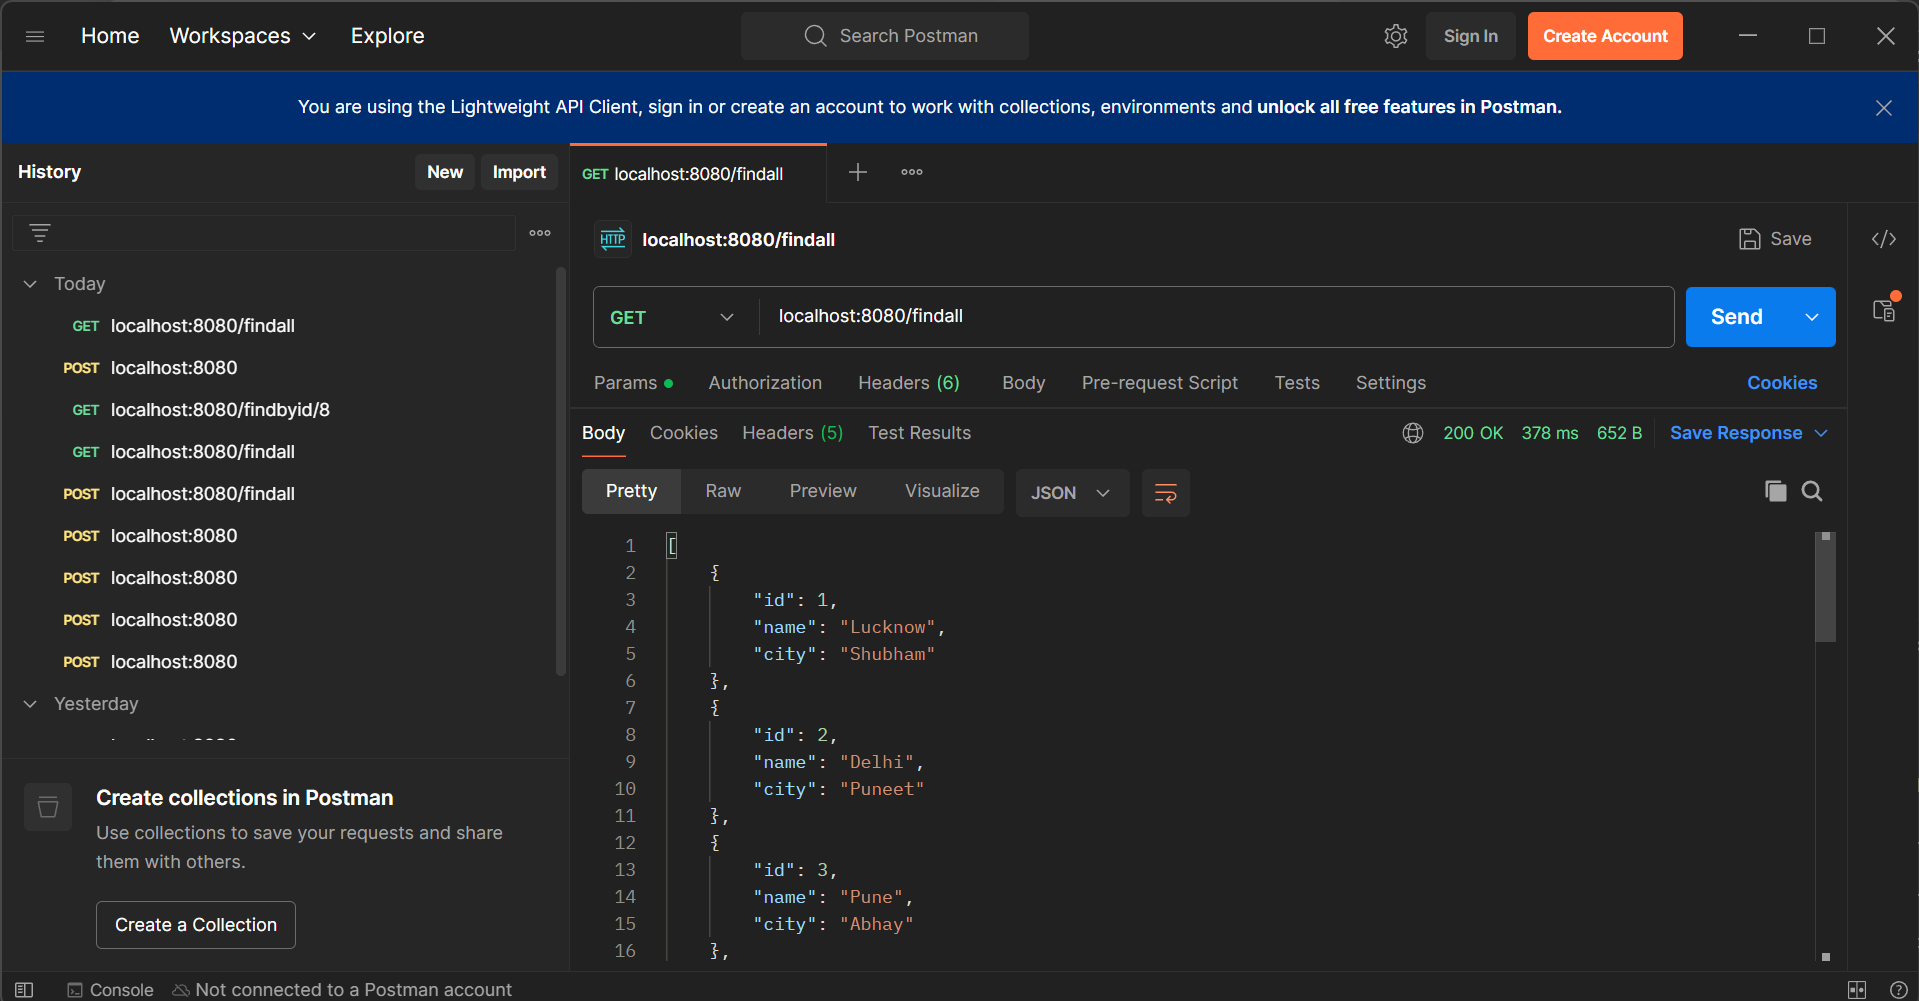 Home Workspaces Explore Search Postman Sign In Create Account
You are using the Lightweight API Client, sign in or create an account to work with collections, environments and unlock all free features in Postman.
History New Import
Today
GET localhost:8080/findall
POST localhost:8080
GET localhost:8080/findbyid/8
GET localhost:8080/findall
POST localhost:8080/findall
POST localhost:8080
POST localhost:8080
POST localhost:8080
POST localhost:8080
Yesterday
Create collections in Postman
Use collections to save your requests and share
them with others.
Create a Collection
GET localhost:8080/findall
HTTP localhost:8080/findall Save </>
GET localhost:8080/findall Send
Params Authorization Headers (6) Body Pre-request Script Tests Settings Cookies
Body Cookies Headers (5) Test Results 200 OK 378 ms 652 B Save Response
Pretty Raw Preview Visualize JSON
1 [
2 {
3 "id": 1,
4 "name": "Lucknow",
5 "city": "Shubham"
6 },
7 {
8 "id": 2,
9 "name": "Delhi",
10 "city": "Puneet"
11 },
12 {
13 "id": 3,
14 "name": "Pune",
15 "city": "Abhay"
16 },
Console Not connected to a Postman account